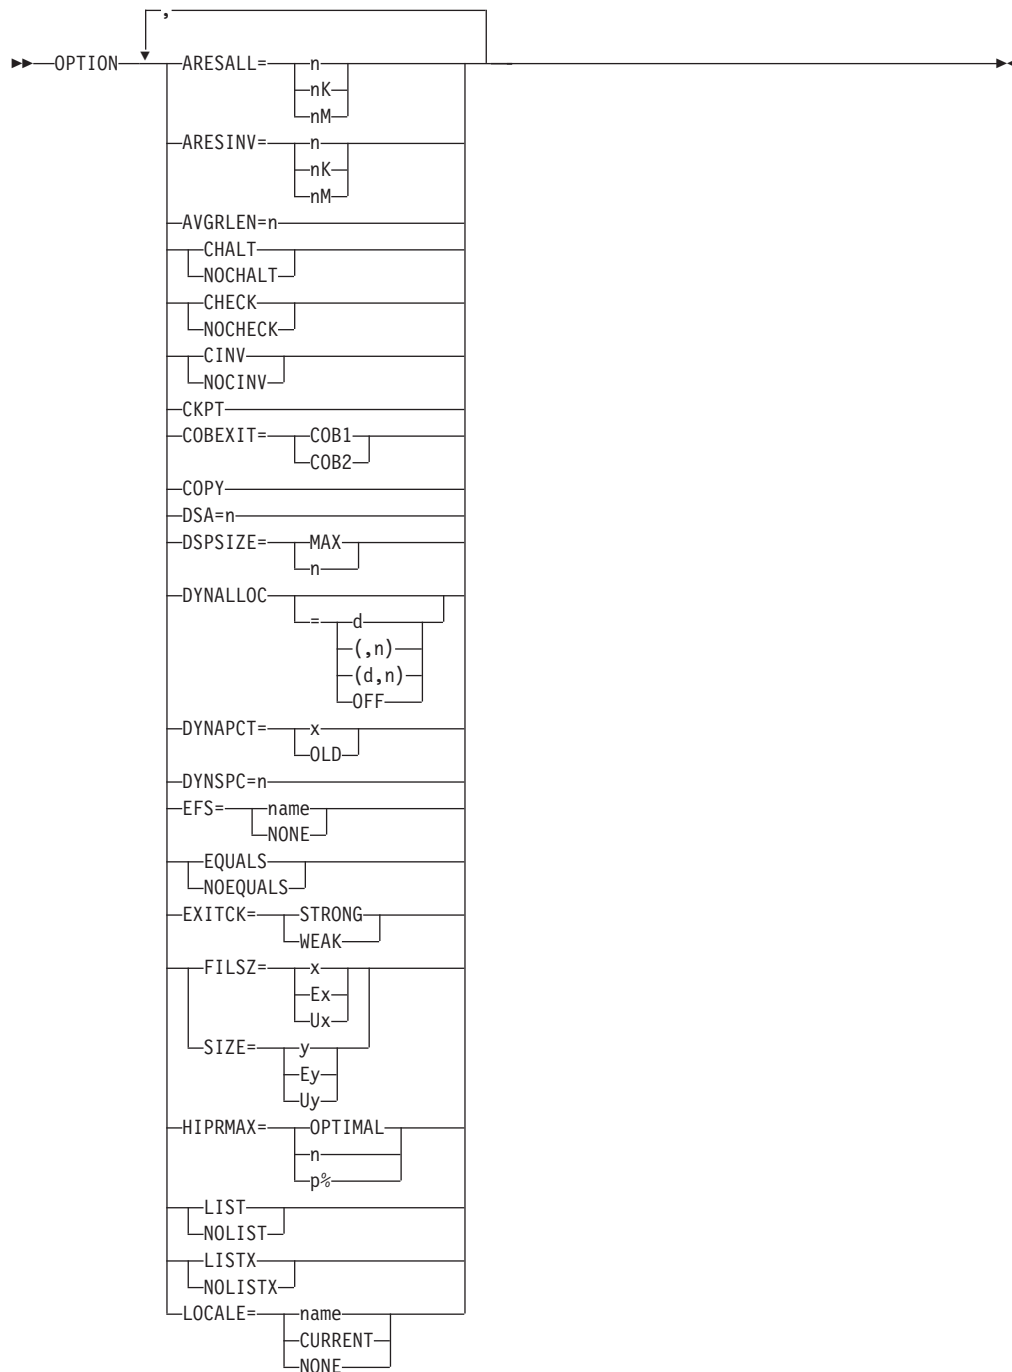 ,
OPTION ARESALL= n
nK
nM
ARESINV= n
nK
nM
AVGRLEN=n
CHALT
NOCHALT
CHECK
NOCHECK
CINV
NOCINV
CKPT
COBEXIT= COB1
COB2
COPY
DSA=n
DSPSIZE= MAX
n
DYNALLOC
= d
(,n)
(d,n)
OFF
DYNAPCT= x
OLD
DYNSPC=n
EFS= name
NONE
EQUALS
NOEQUALS
EXITCK= STRONG
WEAK
FILSZ= x
Ex
Ux
SIZE= y
Ey
Uy
HIPRMAX= OPTIMAL
n
p%
LIST
NOLIST
LISTX
NOLISTX
LOCALE= name
CURRENT
NONE